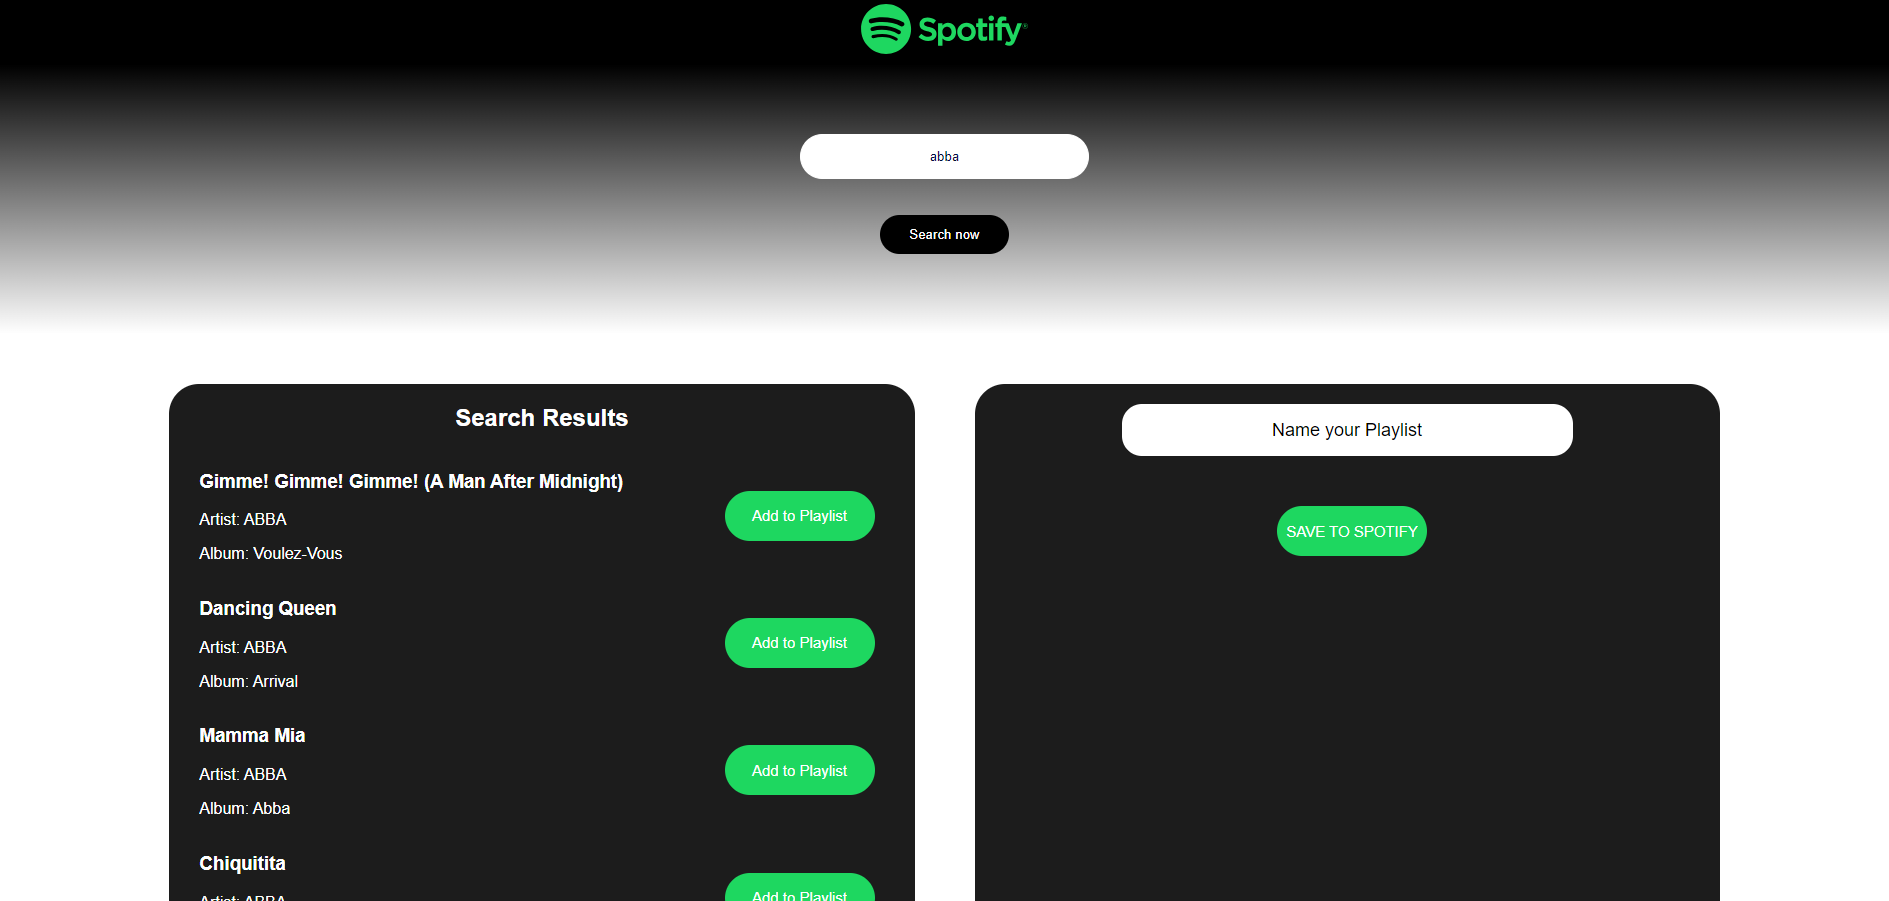 Spotify
abba
Search now
Search Results
Gimme! Gimme! Gimme! (A Man After Midnight)
Artist: ABBA
Album: Voulez-Vous
Add to Playlist
Dancing Queen
Artist: ABBA
Album: Arrival
Add to Playlist
Mamma Mia
Artist: ABBA
Album: Abba
Add to Playlist
Chiquitita
Artist: ABBA
Add to Playlist
Name your Playlist
SAVE TO SPOTIFY